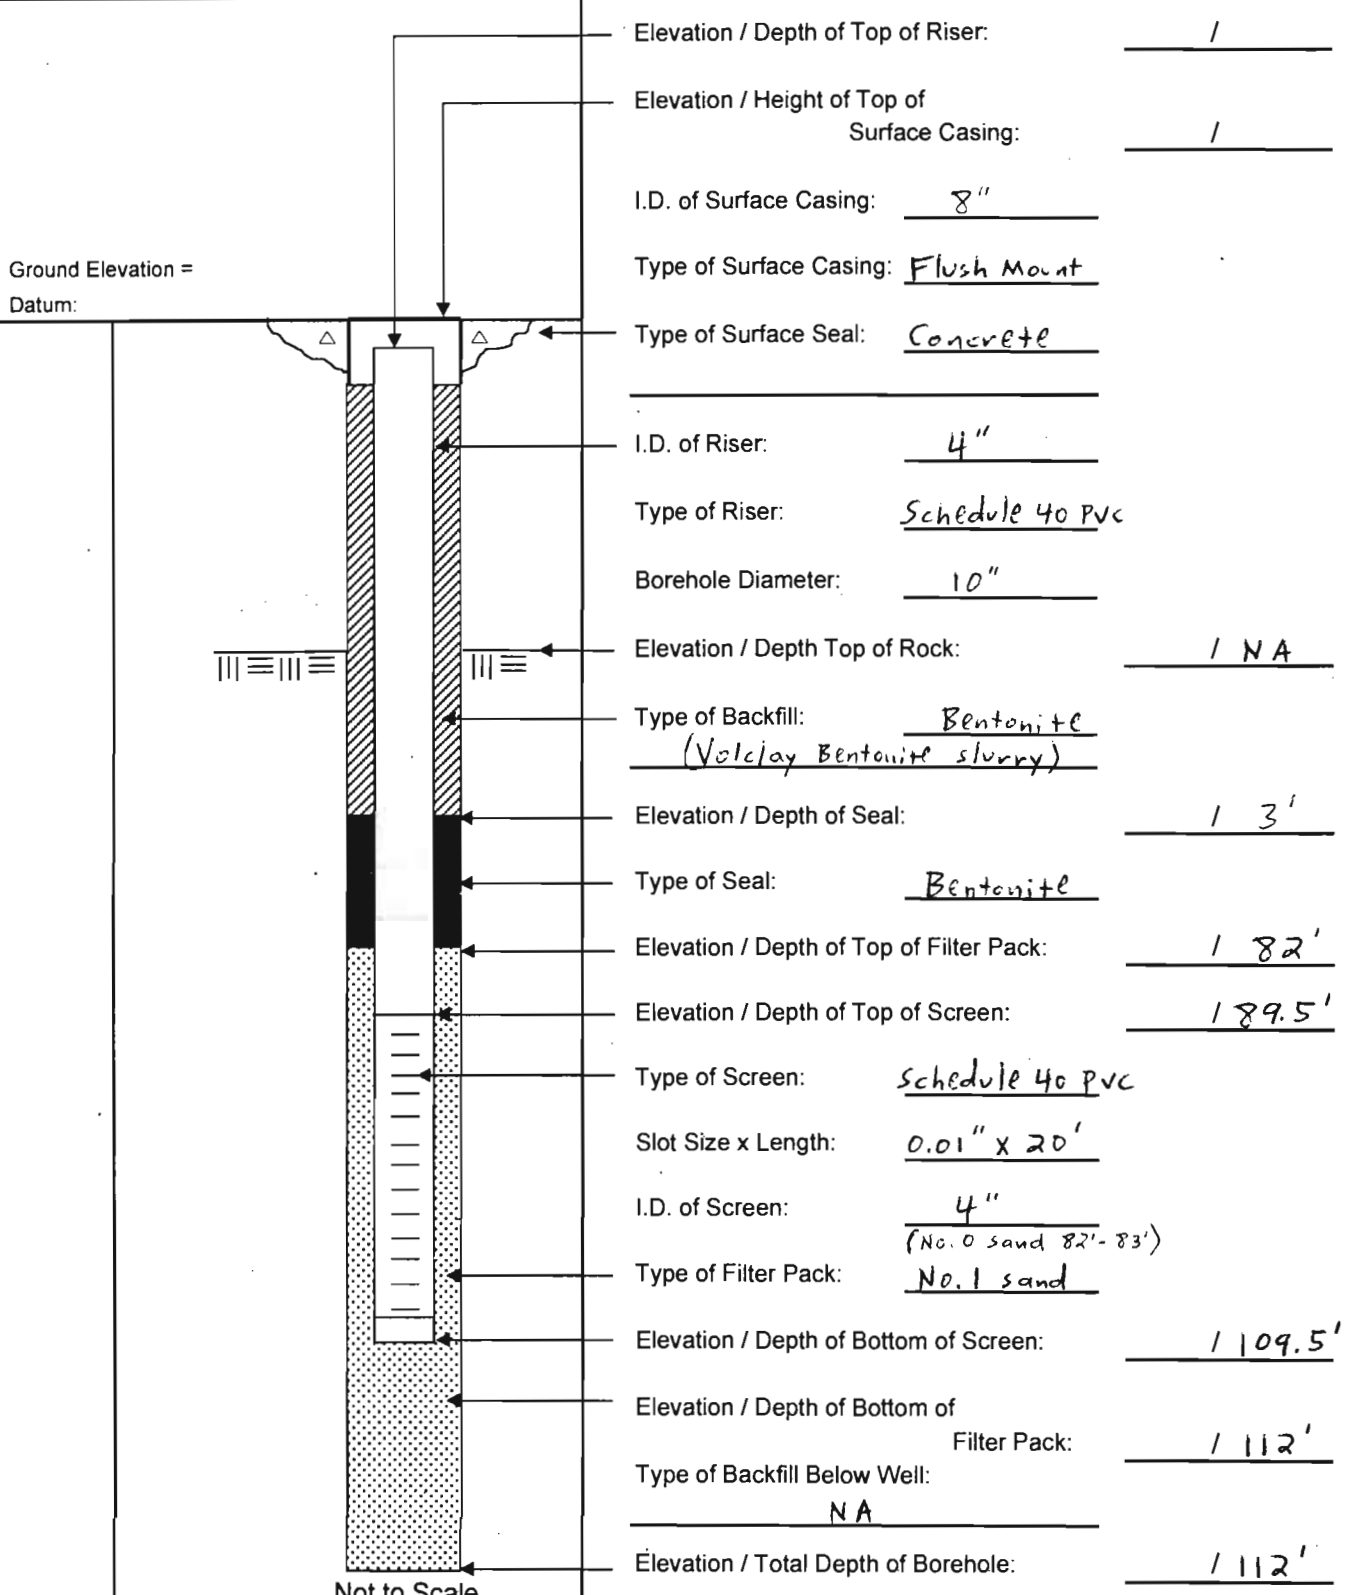 Elevation / Depth of Top of Riser: /
Elevation / Height of Top of
Surface Casing: /
I.D. of Surface Casing: 8"
Ground Elevation =
Type of Surface Casing: Flush Mount
Datum:
Type of Surface Seal: Concrete
I.D. of Riser: 4"
Type of Riser: Schedule 40 PVC
Borehole Diameter: 10"
Elevation / Depth Top of Rock: / NA
Type of Backfill: Bentonite
(Volclay Bentonite slurry)
Elevation / Depth of Seal: / 3'
Type of Seal: Bentonite
Elevation / Depth of Top of Filter Pack: / 82'
Elevation / Depth of Top of Screen: / 89.5'
Type of Screen: Schedule 40 PVC
Slot Size x Length: 0.01" x 20'
I.D. of Screen: 4"
(No. 0 sand 82'-83')
Type of Filter Pack: No. 1 sand
Elevation / Depth of Bottom of Screen: / 109.5'
Elevation / Depth of Bottom of
Filter Pack: / 112'
Type of Backfill Below Well:
NA
Elevation / Total Depth of Borehole: / 112'
Not to Scale